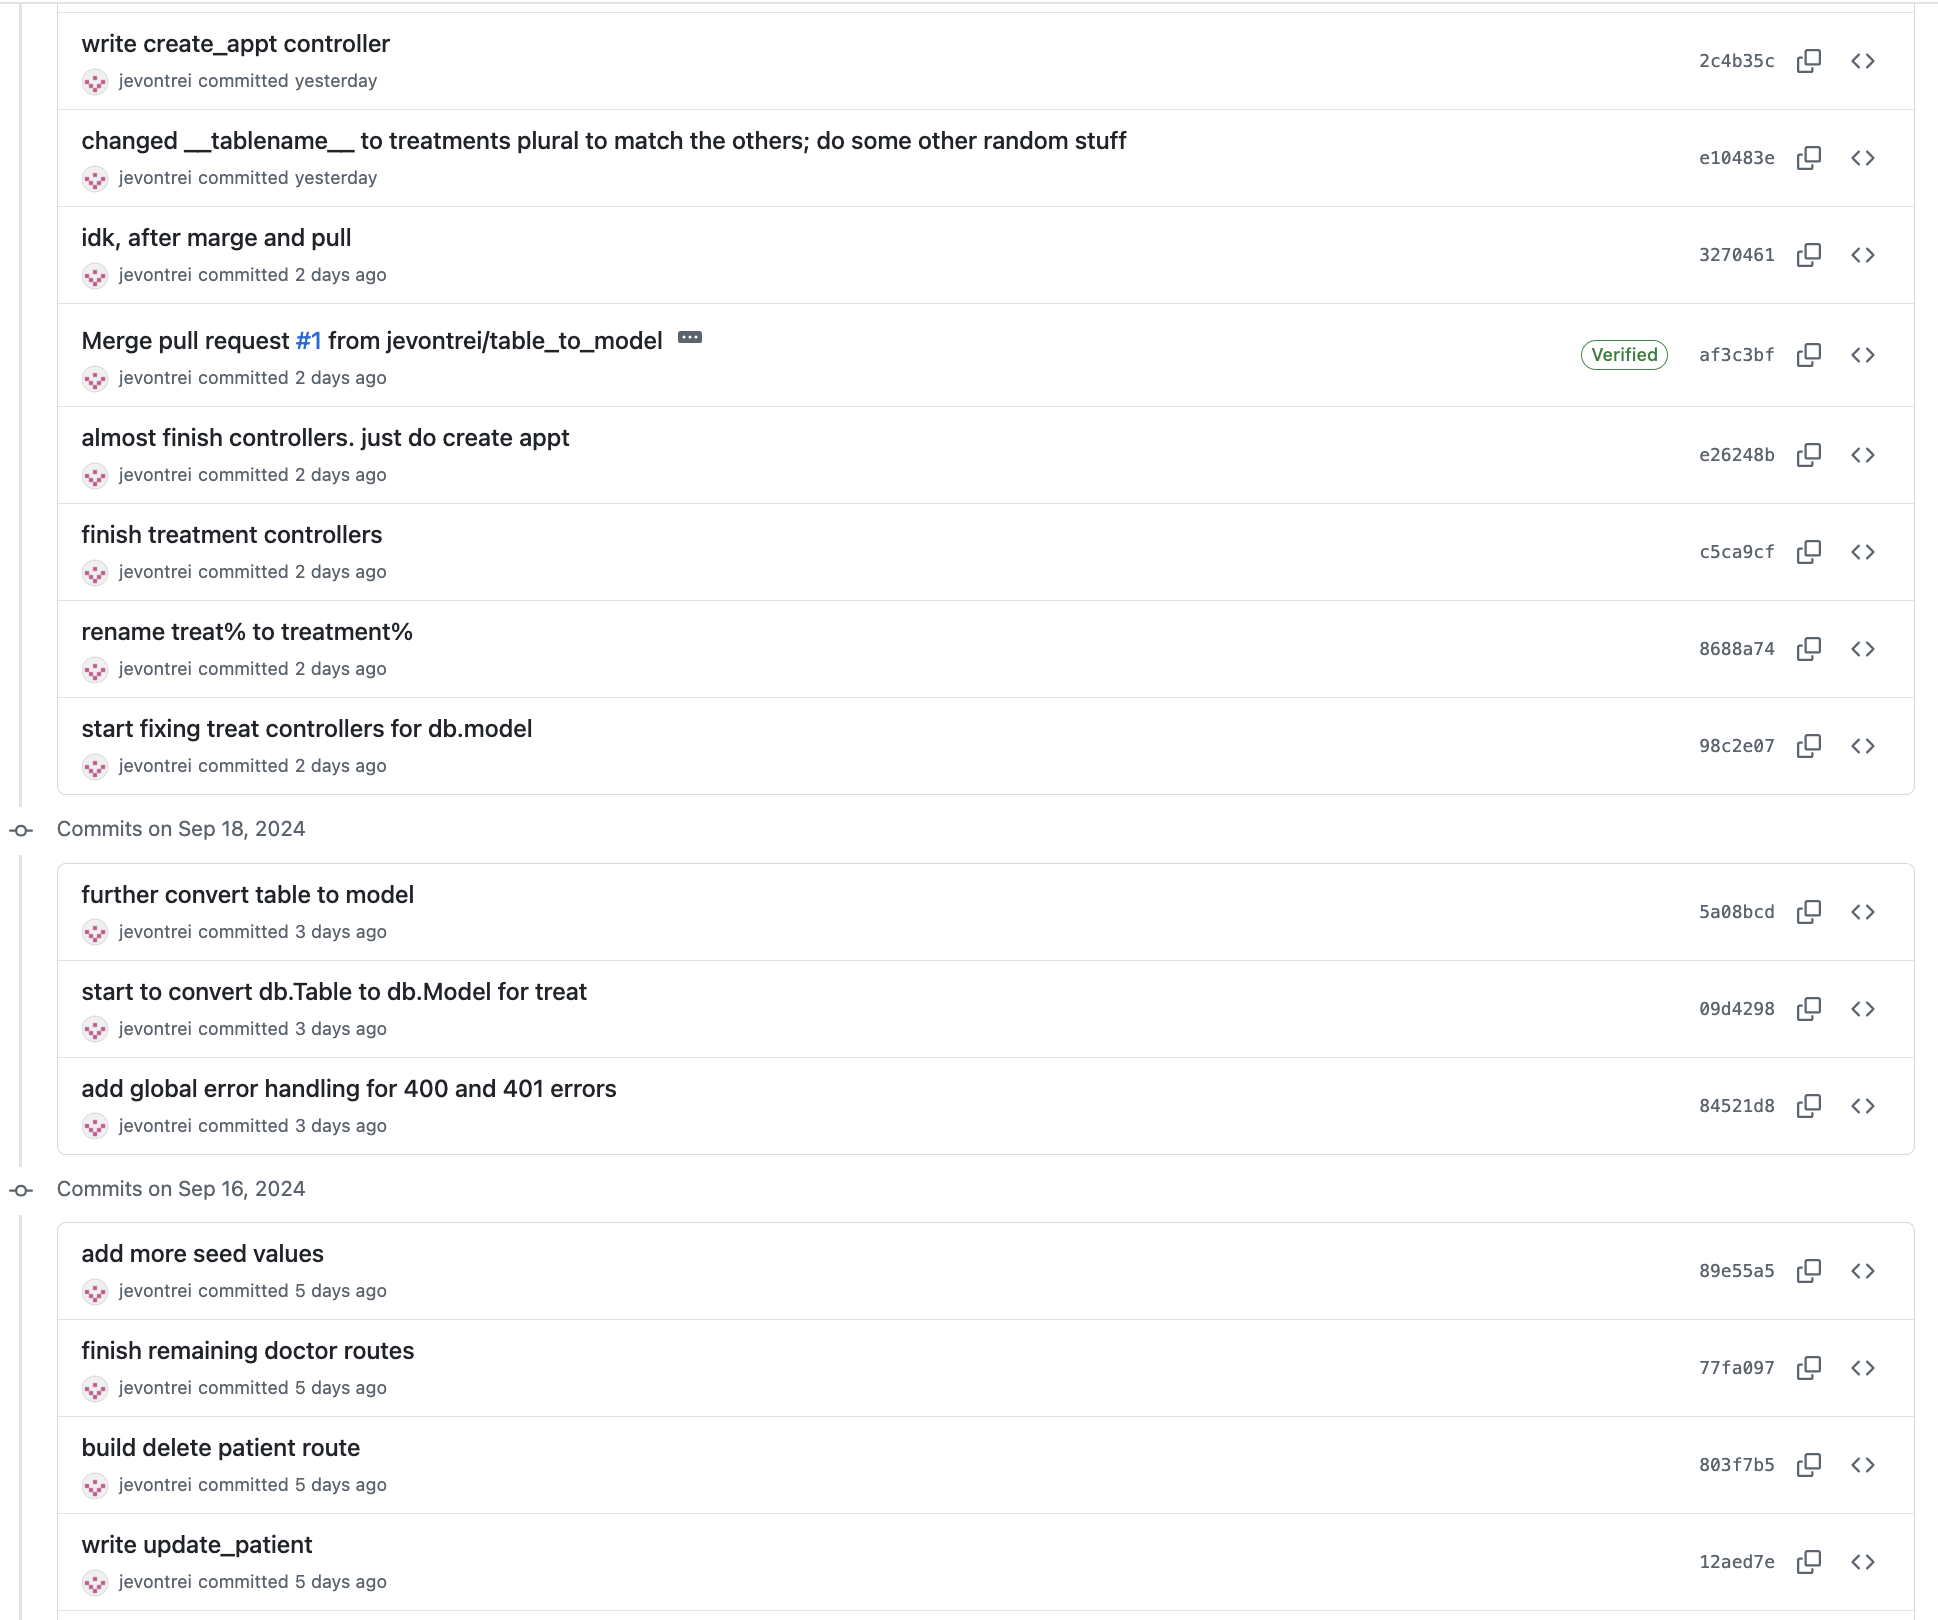 write create_appt controller
jevontrei committed yesterday
2c4b35c
changed __tablename__ to treatments plural to match the others; do some other random stuff
jevontrei committed yesterday
e10483e
idk, after marge and pull
jevontrei committed 2 days ago
3270461
Merge pull request #1 from jevontrei/table_to_model
jevontrei committed 2 days ago
Verified
af3c3bf
almost finish controllers. just do create appt
jevontrei committed 2 days ago
e26248b
finish treatment controllers
jevontrei committed 2 days ago
c5ca9cf
rename treat% to treatment%
jevontrei committed 2 days ago
8688a74
start fixing treat controllers for db.model
jevontrei committed 2 days ago
98c2e07
Commits on Sep 18, 2024
further convert table to model
jevontrei committed 3 days ago
5a08bcd
start to convert db.Table to db.Model for treat
jevontrei committed 3 days ago
09d4298
add global error handling for 400 and 401 errors
jevontrei committed 3 days ago
84521d8
Commits on Sep 16, 2024
add more seed values
jevontrei committed 5 days ago
89e55a5
finish remaining doctor routes
jevontrei committed 5 days ago
77fa097
build delete patient route
jevontrei committed 5 days ago
803f7b5
write update_patient
jevontrei committed 5 days ago
12aed7e